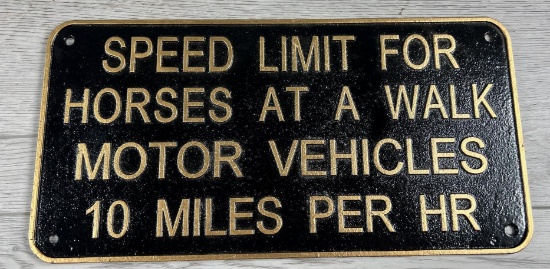 SPEED LIMIT FOR
HORSES AT A WALK
MOTOR VEHICLES
10 MILES PER HR